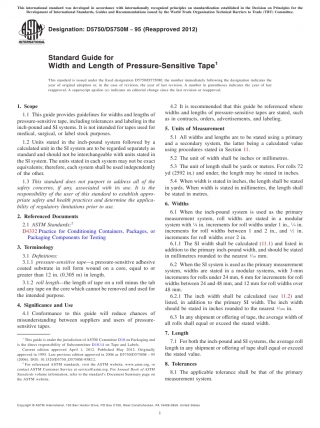 This international standard was developed in accordance with internationally recognized principles on standardization established in the Decision on Principles for the
Development of International Standards, Guides and Recommendations issued by the World Trade Organization Technical Barriers to Trade (TBT) Committee.
Designation: D5750/D5750M − 95 (Reapproved 2012)
Standard Guide for
Width and Length of Pressure-Sensitive Tape1
This standard is issued under the fixed designation D5750/D5750M; the number immediately following the designation indicates the
year of original adoption or, in the case of revision, the year of last revision. A number in parentheses indicates the year of last
reapproval. A superscript epsilon (ε) indicates an editorial change since the last revision or reapproval.
1. Scope
1.1 This guide provides guidelines for widths and lengths of
pressure-sensitive tape, including tolerances and labeling in the
inch-pound and SI systems. It is not intended for tapes used for
medical, surgical, or label stock purposes.
1.2 Units stated in the inch-pound system followed by a
calculated unit in the SI system are to be regarded separately as
standard and should not be interchangeable with units stated in
the SI system. The units stated in each system may not be exact
equivalents; therefore, each system shall be used independently
of the other.
1.3 This standard does not purport to address all of the
safety concerns, if any, associated with its use. It is the
responsibility of the user of this standard to establish appro-
priate safety and health practices and determine the applica-
bility of regulatory limitations prior to use.
2. Referenced Documents
2.1 ASTM Standards:2
D4332 Practice for Conditioning Containers, Packages, or
Packaging Components for Testing
3. Terminology
3.1 Definitions:
3.1.1 pressure-sensitive tape—a pressure-sensitive adhesive
coated substrate in roll form wound on a core, equal to or
greater than 12 in. (0.305 m) in length.
3.1.2 roll length—the length of tape on a roll minus the tab
and any tape on the core which cannot be removed and used for
the intended purpose.
4. Significance and Use
4.1 Conformance to this guide will reduce chances of
misunderstanding between suppliers and users of pressure-
sensitive tapes.
1 This guide is under the jurisdiction of ASTM Committee D10 on Packaging and
is the direct responsibility of Subcommittee D10.14 on Tape and Labels.
Current edition approved April 1, 2012. Published May 2012. Originally
approved in 1995. Last previous edition approved in 2006 as D5750/D5750M – 95
(2006). DOI: 10.1520/D5750_D5750M-95R12.
2 For referenced ASTM standards, visit the ASTM website, www.astm.org, or
contact ASTM Customer Service at service@astm.org. For Annual Book of ASTM
Standards volume information, refer to the standard's Document Summary page on
the ASTM website.
4.2 It is recommended that this guide be referenced where
widths and lengths of pressure-sensitive tapes are stated, such
as in contracts, orders, advertisements, and labeling.
5. Units of Measurement
5.1 All widths and lengths are to be stated using a primary
and a secondary system, the latter being a calculated value
using procedures stated in Section 11.
5.2 The unit of width shall be inches or millimetres.
5.3 The unit of length shall be yards or metres. For rolls 72
yd (2592 in.) and under, the length may be stated in inches.
5.4 When width is stated in inches, the length shall be stated
in yards. When width is stated in millimetres, the length shall
be stated in metres.
6. Widths
6.1 When the inch-pound system is used as the primary
measurement system, roll widths are stated in a modular
system with in. increments for widths under 1 in., in.
increments for roll widths between 1 and 2 in., and in.
increments for roll widths over 2 in.
6.1.1 The SI width shall be calculated (11.1) and listed in
addition to the primary inch-pound width, and should be stated
in millimetres rounded to the nearest mm.
6.2 When the SI system is used as the primary measurement
system, widths are stated in a modular system, with 3-mm
increments for rolls under 24 mm, 6 mm for increments for roll
widths between 24 and 48 mm, and 12 mm for roll widths over
48 mm.
6.2.1 The inch width shall be calculated (see 11.2) and
listed, in addition to the primary SI width. The inch width
should be stated in inches rounded to the nearest in.
6.3 In any shipment or offering of tape, the average width of
all rolls shall equal or exceed the stated width.
7. Length
7.1 For both the inch-pound and SI systems, the average roll
length in any shipment or offering of tape shall equal or exceed
the stated value.
8. Tolerances
8.1 The applicable tolerance shall be that of the primary
measurement system.
Copyright © ASTM International, 100 Barr Harbor Drive, PO Box C700, West Conshohocken, PA 19428-2959. United States
1